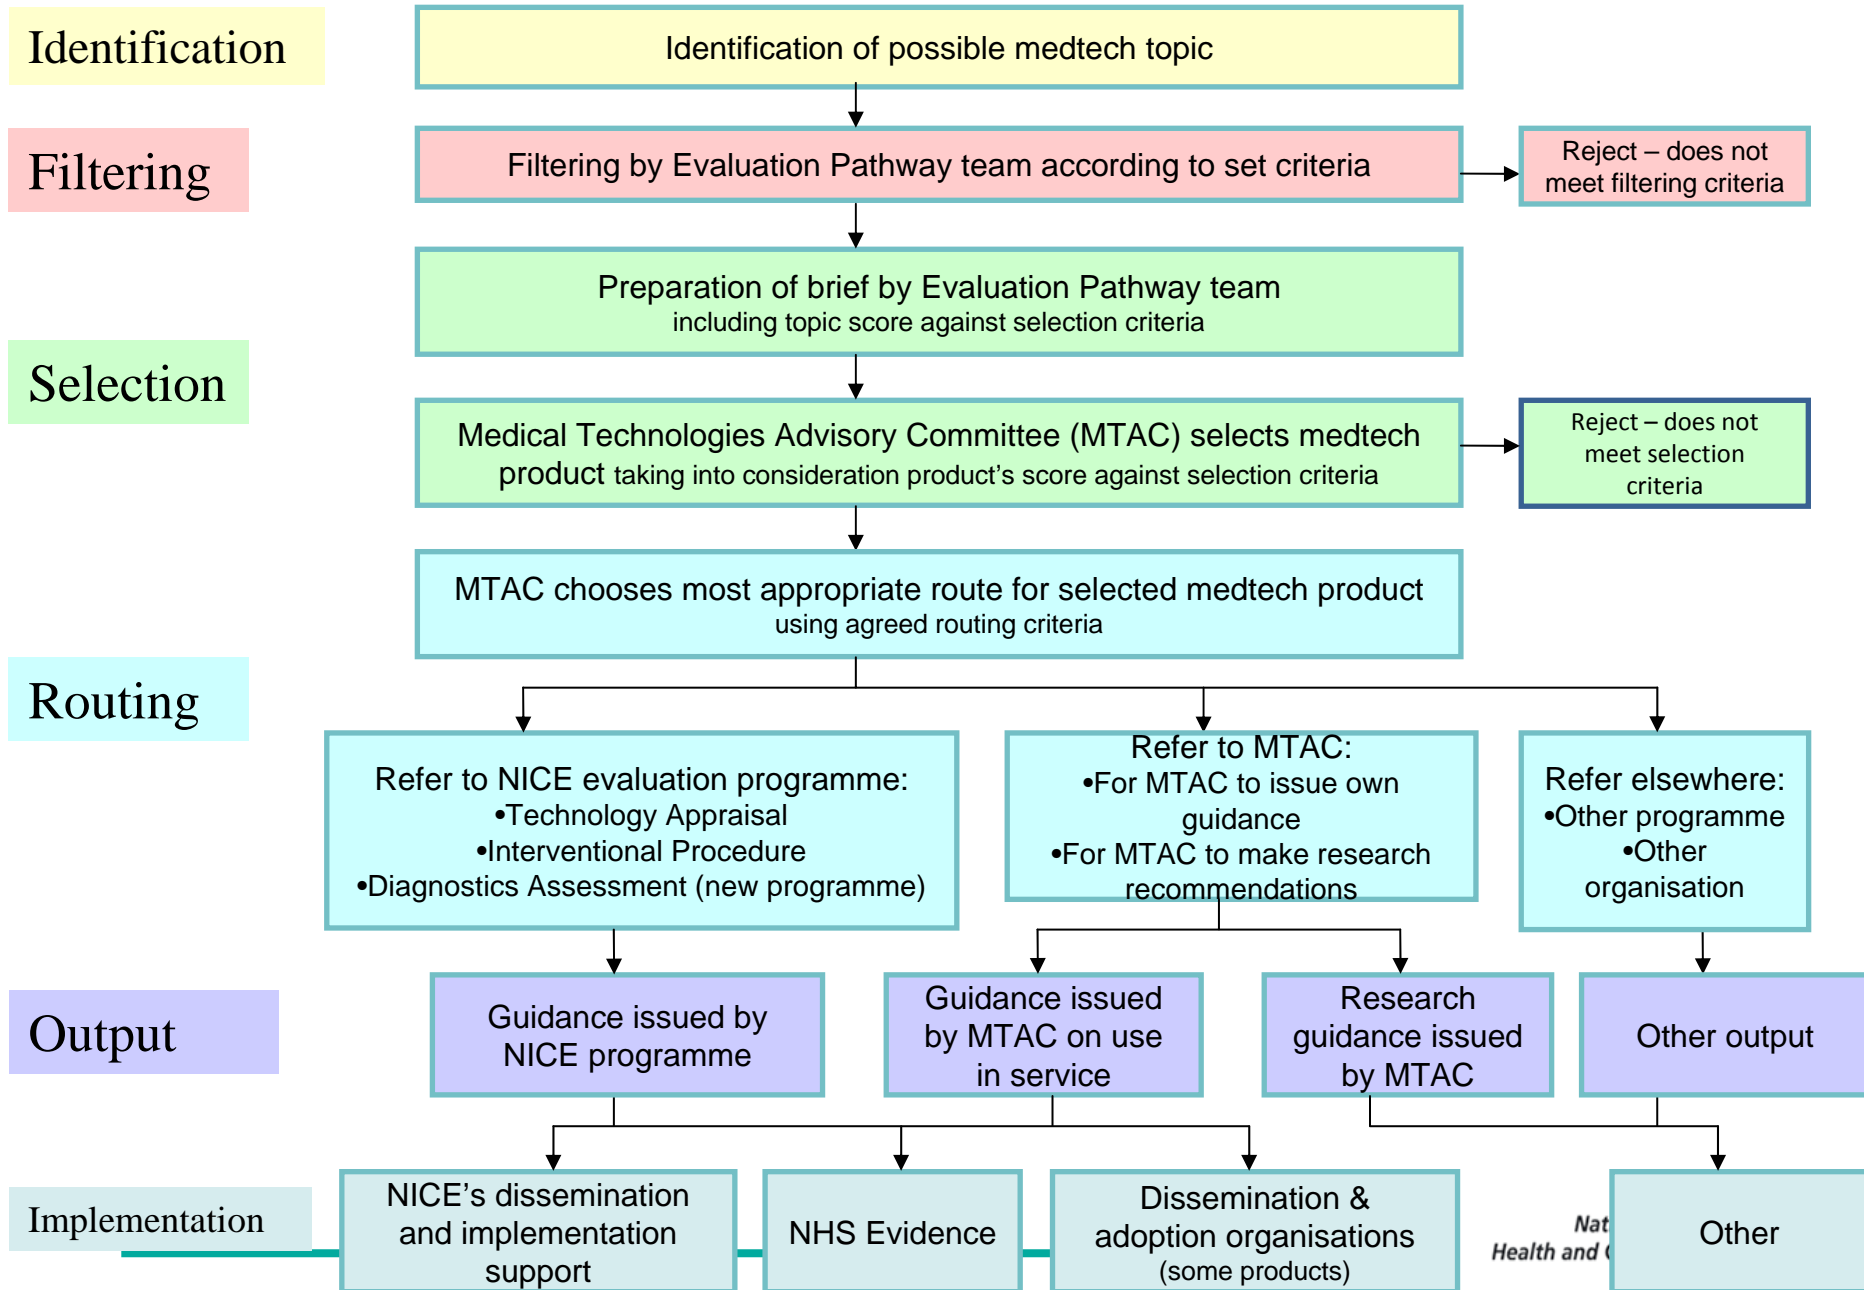 Identification
Identification of possible medtech topic
Filtering
Filtering by Evaluation Pathway team according to set criteria
Reject – does not
meet filtering criteria
Preparation of brief by Evaluation Pathway team
including topic score against selection criteria
Selection
Medical Technologies Advisory Committee (MTAC) selects medtech
product taking into consideration product’s score against selection criteria
Reject – does not
meet selection
criteria
MTAC chooses most appropriate route for selected medtech product
using agreed routing criteria
Routing
Refer to NICE evaluation programme:
•Technology Appraisal
•Interventional Procedure
•Diagnostics Assessment (new programme)
Refer to MTAC:
•For MTAC to issue own
guidance
•For MTAC to make research
recommendations
Refer elsewhere:
•Other programme
•Other
organisation
Output
Guidance issued by
NICE programme
Guidance issued
by MTAC on use
in service
Research
guidance issued
by MTAC
Other output
Implementation
NICE’s dissemination
and implementation
support
NHS Evidence
Dissemination &
adoption organisations
(some products)
Nat
Health and
Other